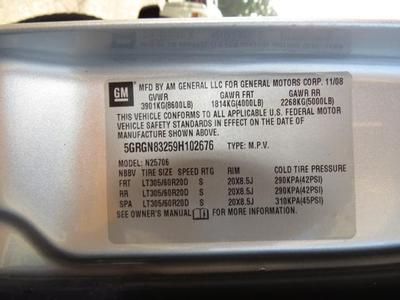 GM
MFD BY AM GENERAL LLC FOR GENERAL MOTORS CORP. 11/08
GVWR GAWR FRT GAWR RR
3901KG(8600LB) 1814KG(4000LB) 2268KG(5000LB)
THIS VEHICLE CONFORMS TO ALL APPLICABLE U.S. FEDERAL MOTOR
VEHICLE SAFETY STANDARDS IN EFFECT ON THE DATE OF
MANUFACTURE SHOWN ABOVE.
5GRGN83259H102676 TYPE: M.P.V.
MODEL: N25706
NBBV TIRE SIZE SPEED RTG RIM COLD TIRE PRESSURE
FRT LT305/60R20D S 20X8.5J 290KPA(42PSI)
RR LT305/60R20D S 20X8.5J 290KPA(42PSI)
SPA LT305/60R20D S 20X8.5J 310KPA(45PSI)
SEE OWNER'S MANUAL FOR MORE INFORMATION.